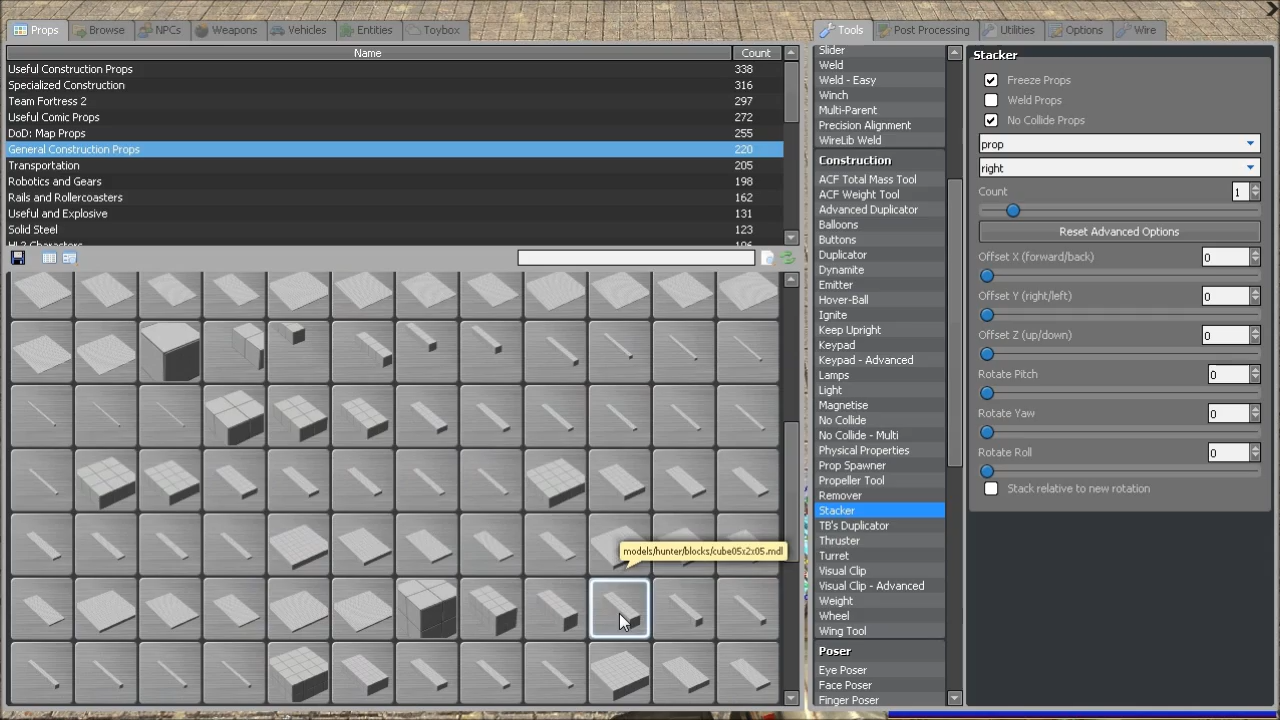 Props Browse NPCs Weapons Vehicles Entities Toybox
Tools Post Processing Utilities Options Wire
Name Count
Useful Construction Props 338
Specialized Construction 316
Team Fortress 2 297
Useful Comic Props 272
DoD: Map Props 255
General Construction Props 220
Transportation 205
Robotics and Gears 198
Rails and Rollercoasters 162
Useful and Explosive 131
Solid Steel 123
HL2 Characters 106
models/hunter/blocks/cube05x2x05.mdl
Slider
Weld
Weld - Easy
Winch
Multi-Parent
Precision Alignment
WireLib Weld
Construction
ACF Total Mass Tool
ACF Weight Tool
Advanced Duplicator
Balloons
Buttons
Duplicator
Dynamite
Emitter
Hover-Ball
Ignite
Keep Upright
Keypad
Keypad - Advanced
Lamps
Light
Magnetise
No Collide
No Collide - Multi
Physical Properties
Prop Spawner
Propeller Tool
Remover
Stacker
TB's Duplicator
Thruster
Turret
Visual Clip
Visual Clip - Advanced
Weight
Wheel
Wing Tool
Poser
Eye Poser
Face Poser
Finger Poser
Stacker
Freeze Props
Weld Props
No Collide Props
prop
right
Count 1
Reset Advanced Options
Offset X (forward/back) 0
Offset Y (right/left) 0
Offset Z (up/down) 0
Rotate Pitch 0
Rotate Yaw 0
Rotate Roll 0
Stack relative to new rotation